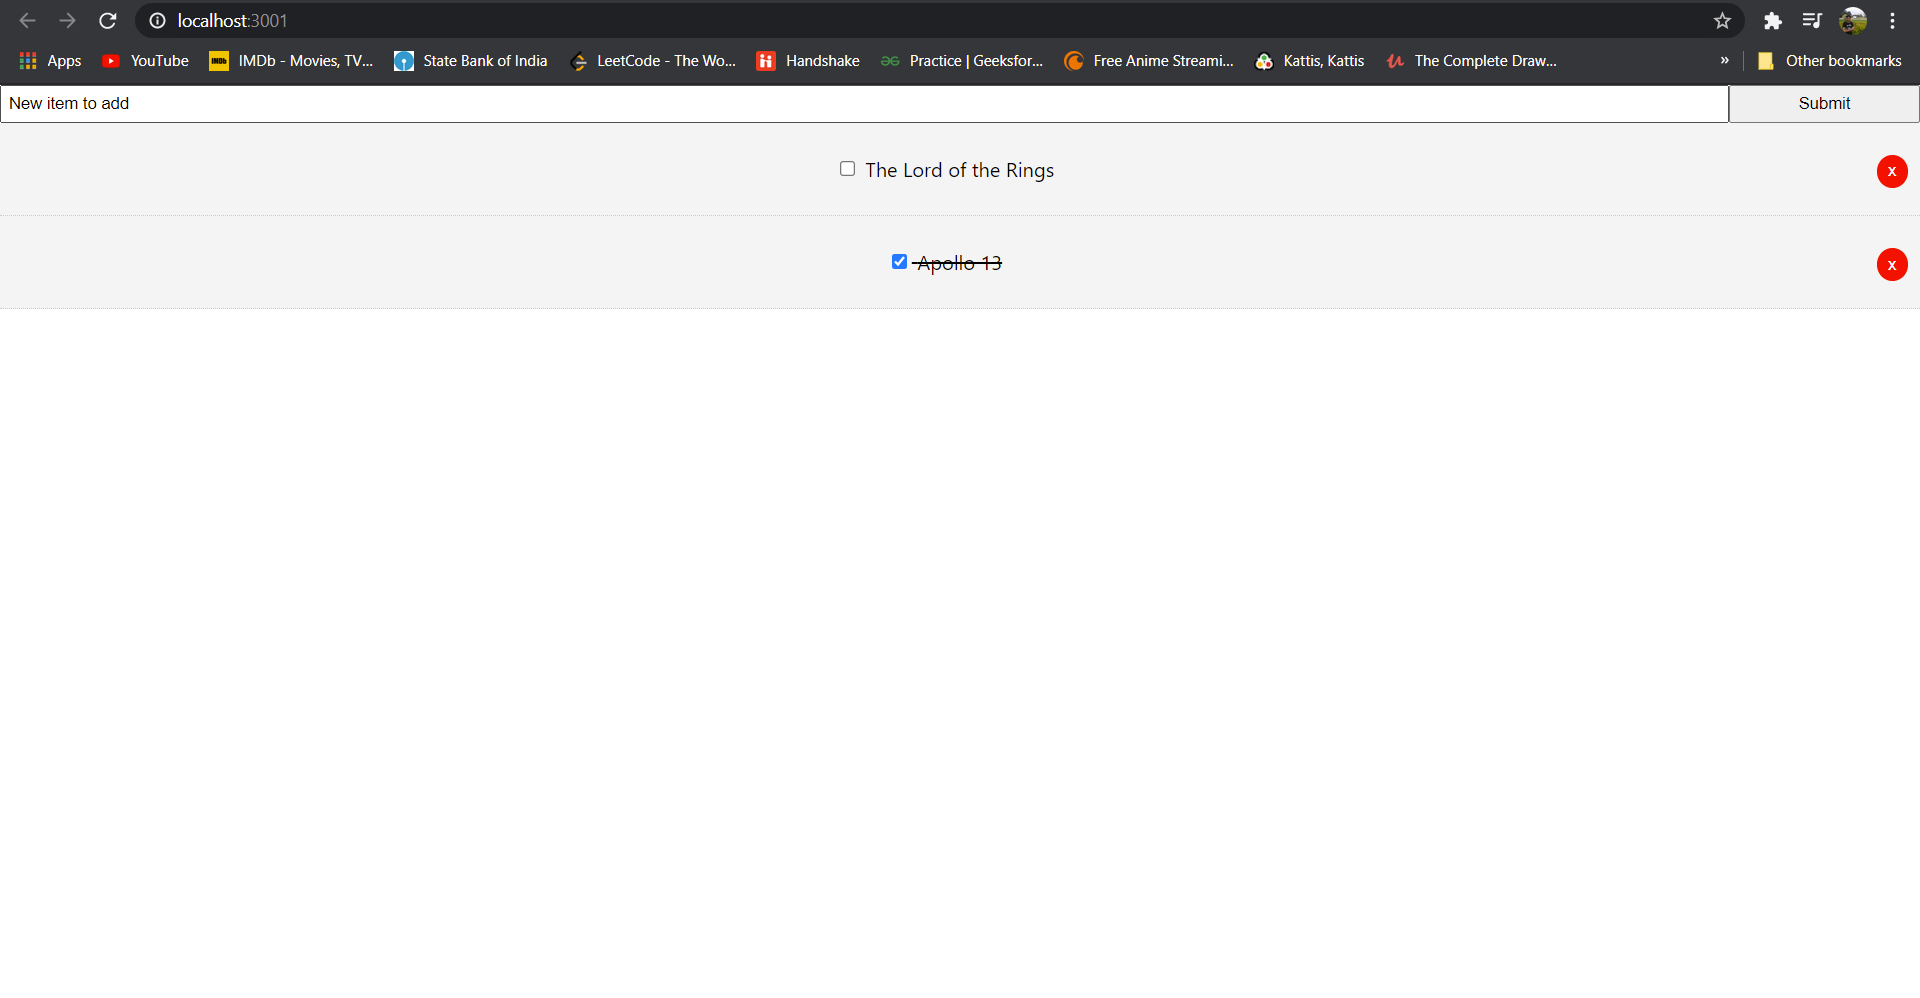 localhost:3001
Apps YouTube IMDb IMDb - Movies, TV... State Bank of India LeetCode - The Wo... Handshake Practice | Geeksfor... Free Anime Streami... Kattis, Kattis The Complete Draw... » Other bookmarks
New item to add Submit
The Lord of the Rings x
Apollo 13 x